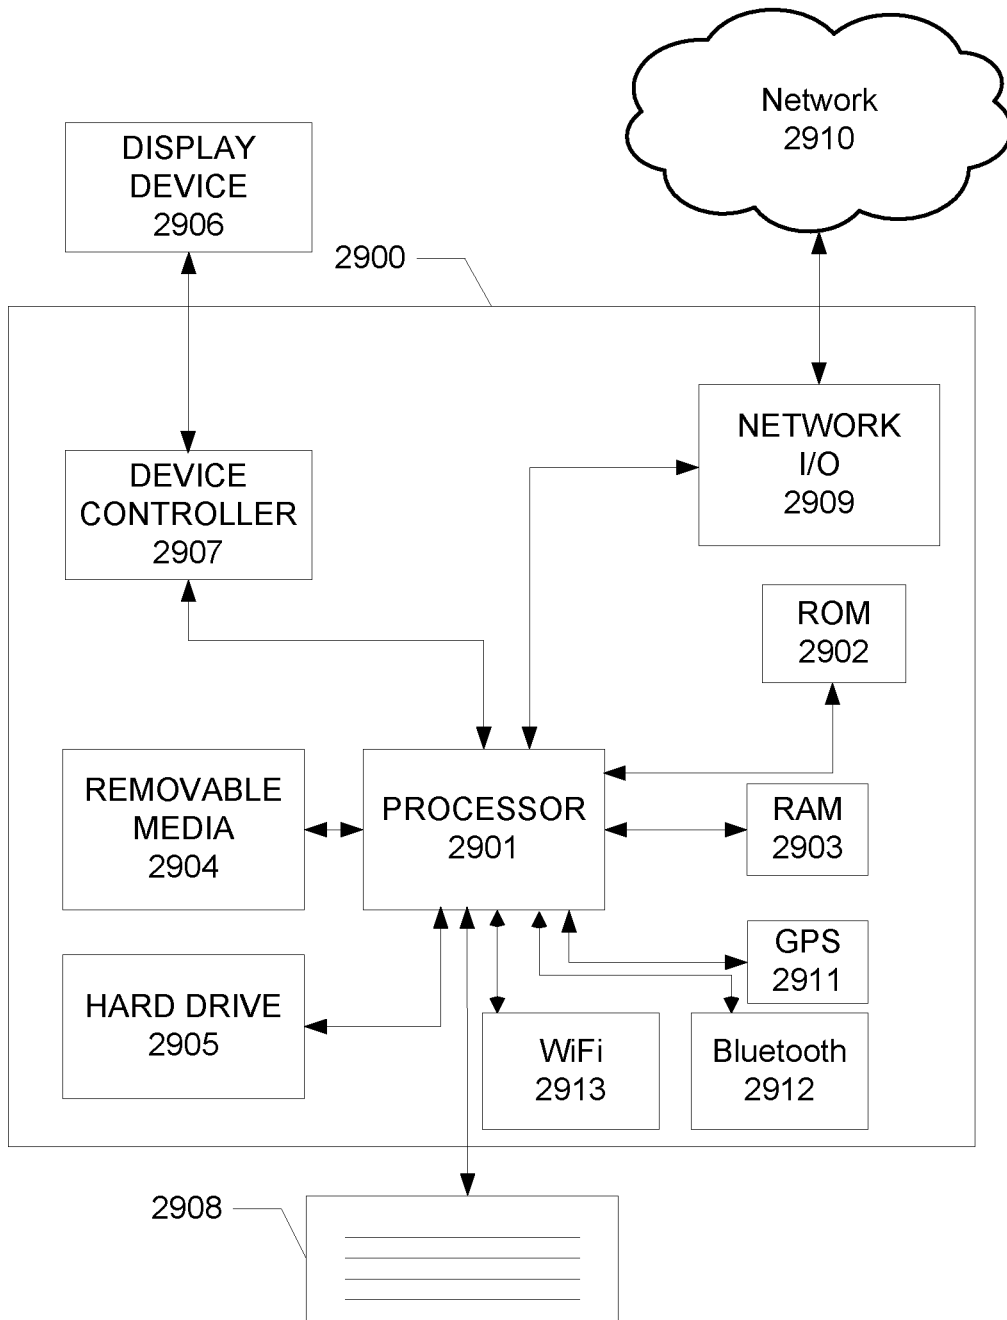 Network
2910
DISPLAY
DEVICE
2906
2900
NETWORK
I/O
2909
DEVICE
CONTROLLER
2907
ROM
2902
REMOVABLE
MEDIA
2904
PROCESSOR
2901
RAM
2903
GPS
2911
HARD DRIVE
2905
WiFi
2913
Bluetooth
2912
2908